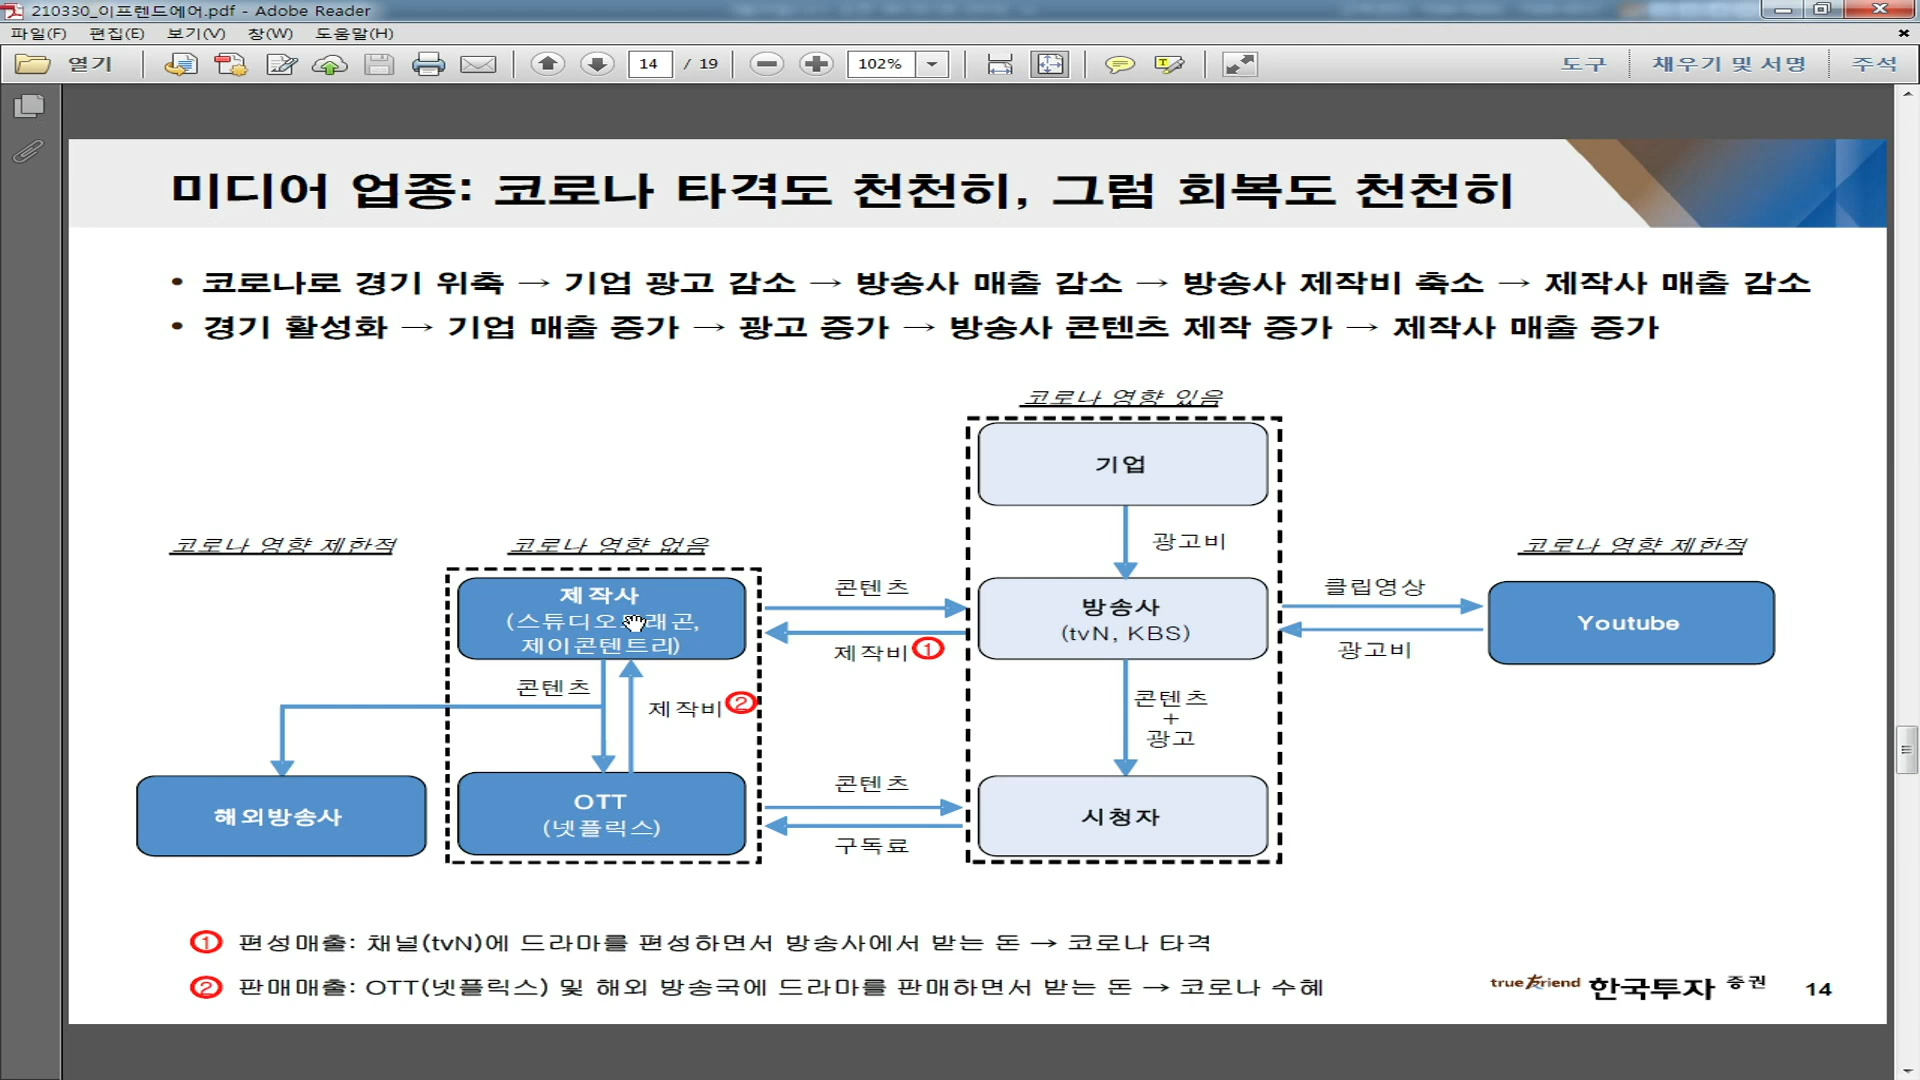 210330_이프렌드에어.pdf - Adobe Reader
파일(F) 편집(E) 보기(V) 창(W) 도움말(H)
열기 14 / 19 102% 도구 채우기 및 서명 주석
미디어 업종: 코로나 타격도 천천히, 그럼 회복도 천천히
• 코로나로 경기 위축 → 기업 광고 감소 → 방송사 매출 감소 → 방송사 제작비 축소 → 제작사 매출 감소
• 경기 활성화 → 기업 매출 증가 → 광고 증가 → 방송사 콘텐츠 제작 증가 → 제작사 매출 증가
코로나 영향 있음
기업
광고비
코로나 영향 제한적
코로나 영향 없음
코로나 영향 제한적
제작사
(스튜디오드래곤,
제이콘텐트리)
콘텐츠
제작비 ①
방송사
(tvN, KBS)
클립영상
광고비
Youtube
콘텐츠
제작비 ②
콘텐츠
+
광고
해외방송사
OTT
(넷플릭스)
콘텐츠
구독료
시청자
① 편성매출: 채널(tvN)에 드라마를 편성하면서 방송사에서 받는 돈 → 코로나 타격
② 판매매출: OTT(넷플릭스) 및 해외 방송국에 드라마를 판매하면서 받는 돈 → 코로나 수혜
true friend 한국투자 증권 14